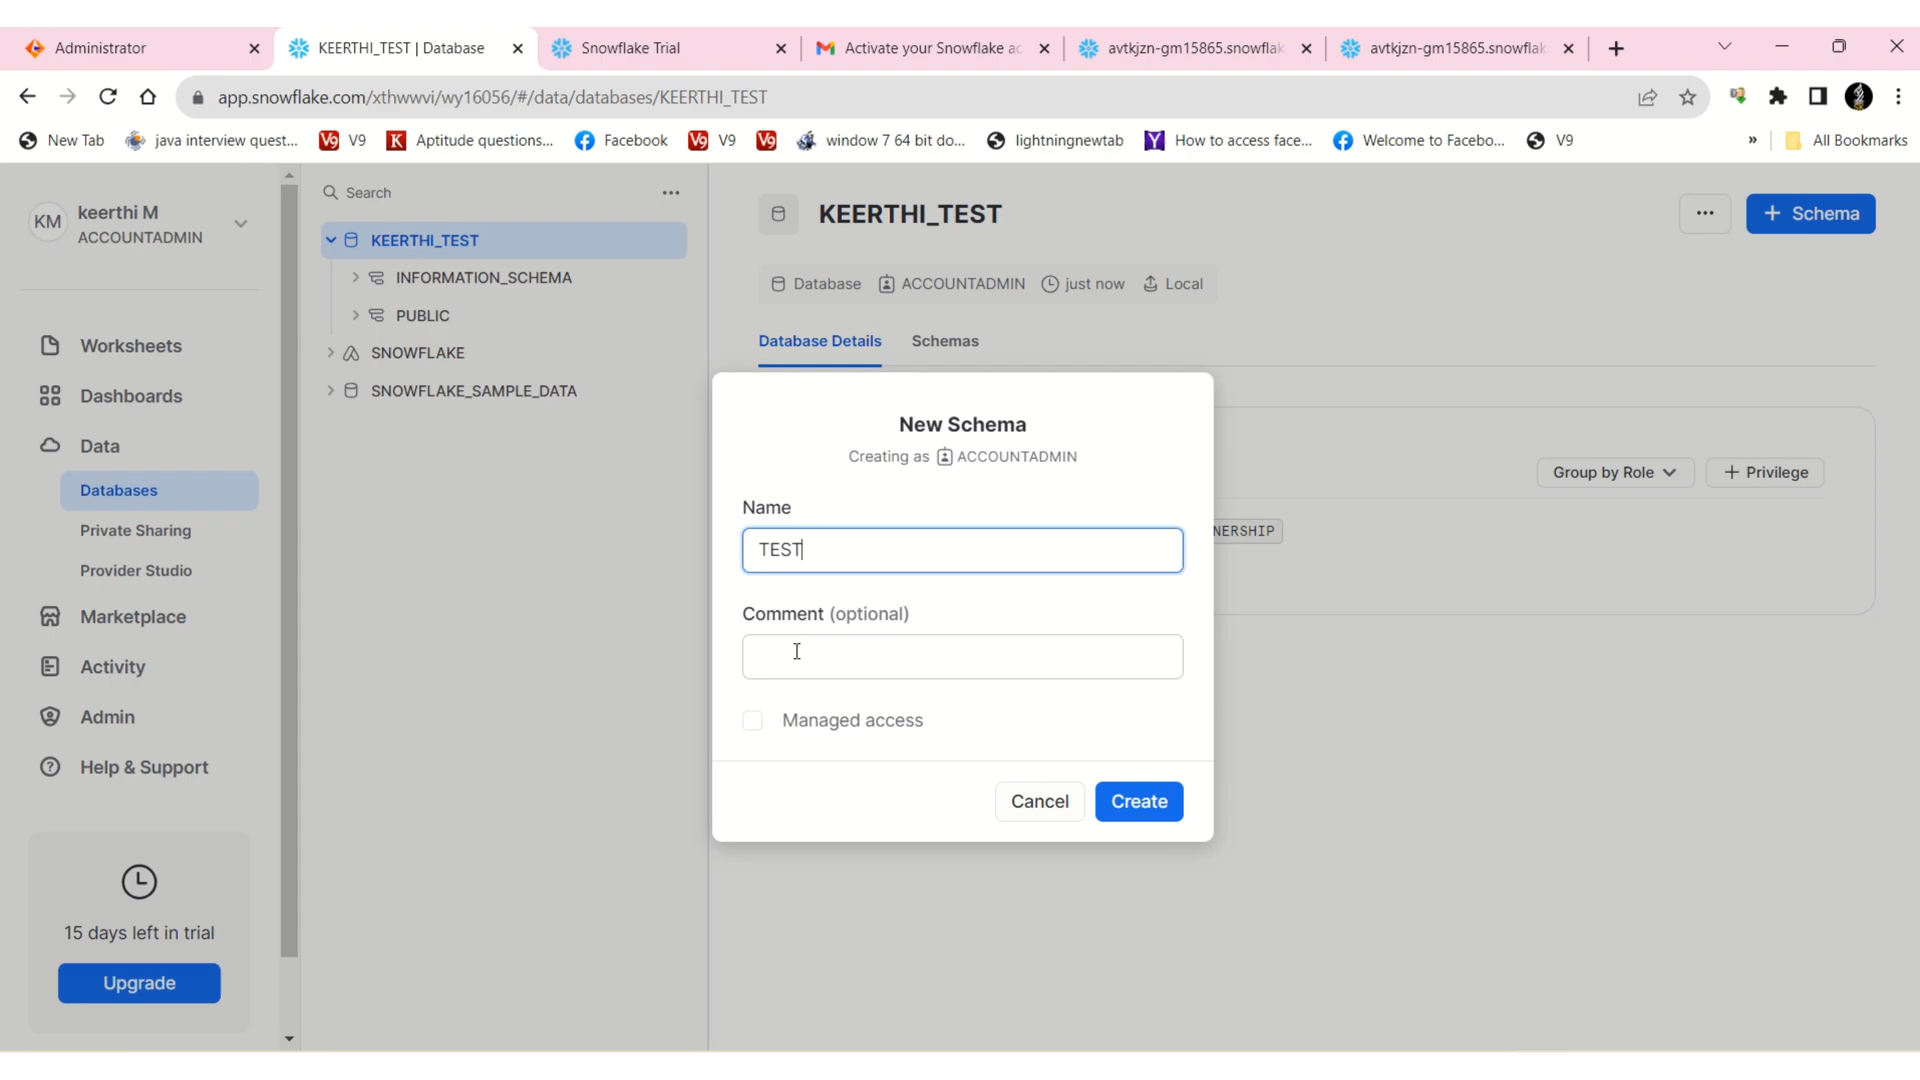 Administrator
KEERTHI_TEST | Database
Snowflake Trial
Activate your Snowflake ac
avtkjzn-gm15865.snowflak
avtkjzn-gm15865.snowflak
app.snowflake.com/xthwwvi/wy16056/#/data/databases/KEERTHI_TEST
New Tab
java interview quest...
V9
Aptitude questions...
Facebook
V9
window 7 64 bit do...
lightningnewtab
How to access face...
Welcome to Facebo...
V9
»
All Bookmarks
KM
keerthi M
ACCOUNTADMIN
Worksheets
Dashboards
Data
Databases
Private Sharing
Provider Studio
Marketplace
Activity
Admin
Help & Support
15 days left in trial
Upgrade
Search
KEERTHI_TEST
INFORMATION_SCHEMA
PUBLIC
SNOWFLAKE
SNOWFLAKE_SAMPLE_DATA
KEERTHI_TEST
+ Schema
Database
ACCOUNTADMIN
just now
Local
Database Details
Schemas
Group by Role
+ Privilege
NERSHIP
New Schema
Creating as ACCOUNTADMIN
Name
TEST
Comment (optional)
Managed access
Cancel
Create